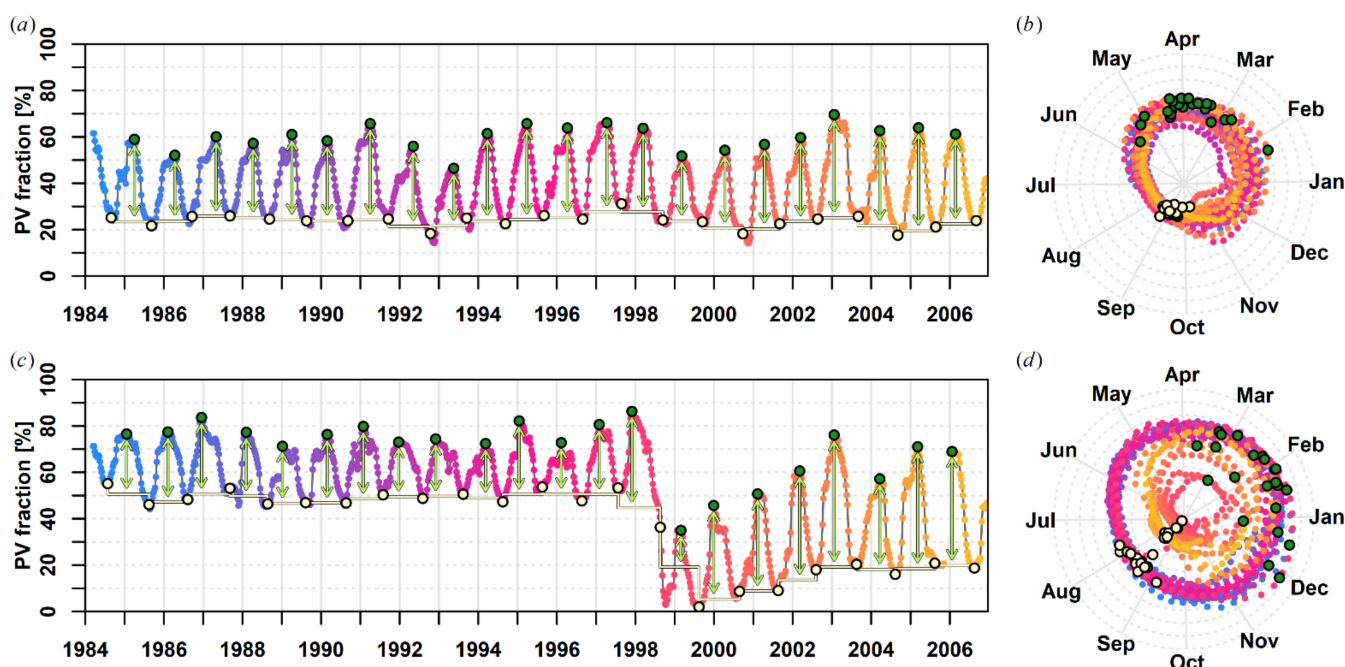 (a)
PV fraction [%]
100
80
60
40
20
0
1984 1986 1988 1990 1992 1994 1996 1998 2000 2002 2004 2006
(b)
Apr
May Mar
Jun Feb
Jul Jan
Aug Dec
Sep Nov
Oct
(c)
PV fraction [%]
100
80
60
40
20
0
1984 1986 1988 1990 1992 1994 1996 1998 2000 2002 2004 2006
(d)
Apr
May Mar
Jun Feb
Jul Jan
Aug Dec
Sep Nov
Oct